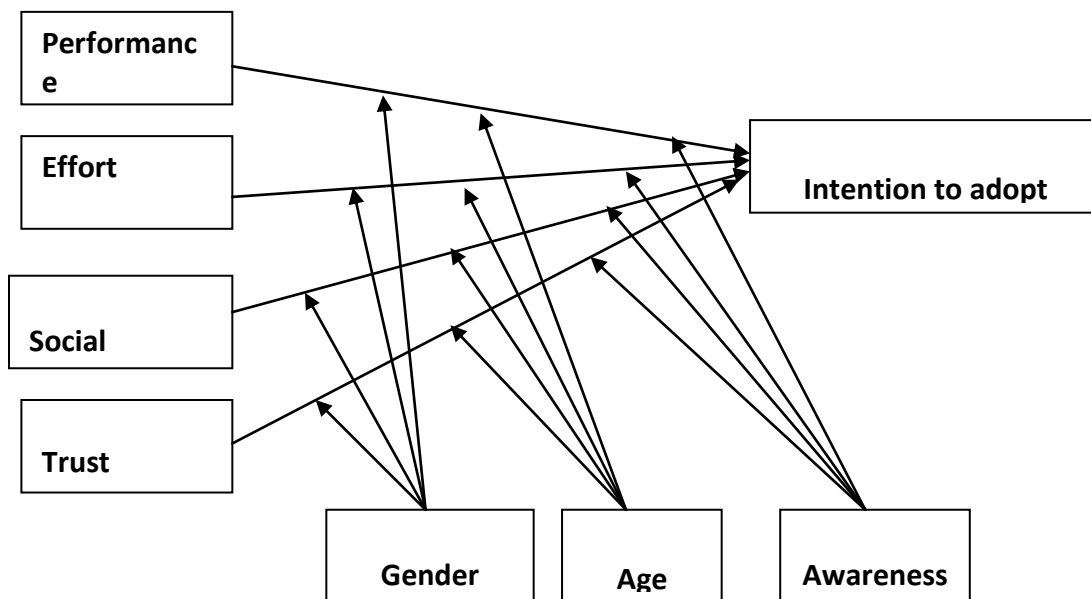 Performanc
e
Effort
Intention to adopt
Social
Trust
Gender
Age
Awareness